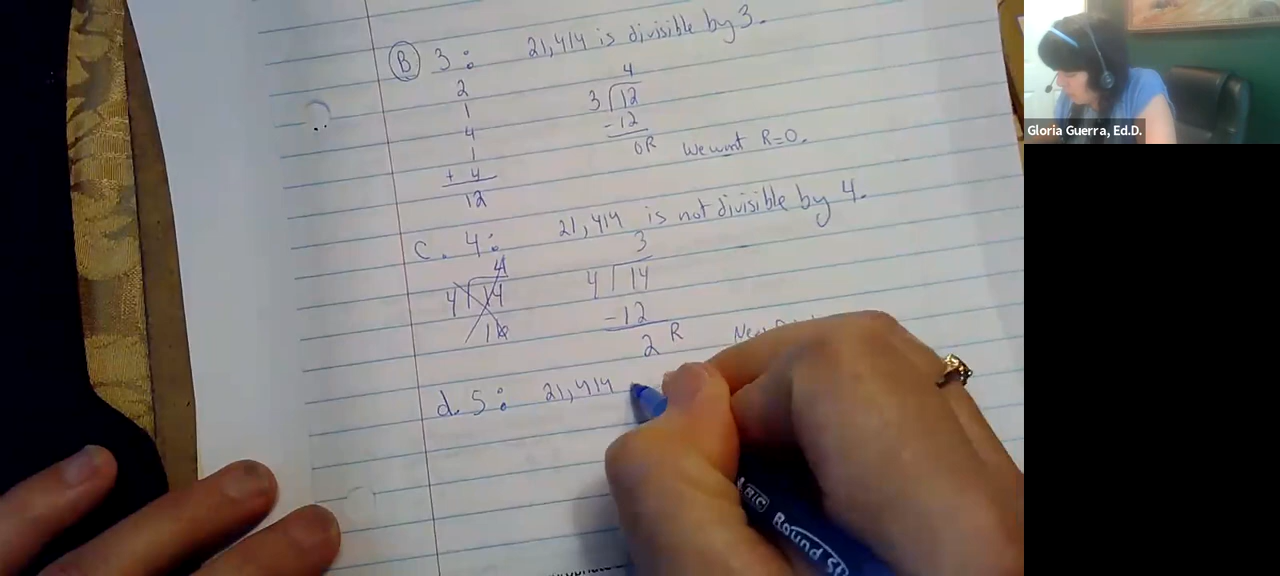 B 3: 21,414 is divisible by 3.
2
1
4
1
+ 4
12
4
3 12
-12
0R We want R=0.
C. 4: 21,414 is not divisible by 4.
4
4 14
16
3
4 14
-12
2 R
d. 5: 21,414
BIC Round
Gloria Guerra, Ed.D.